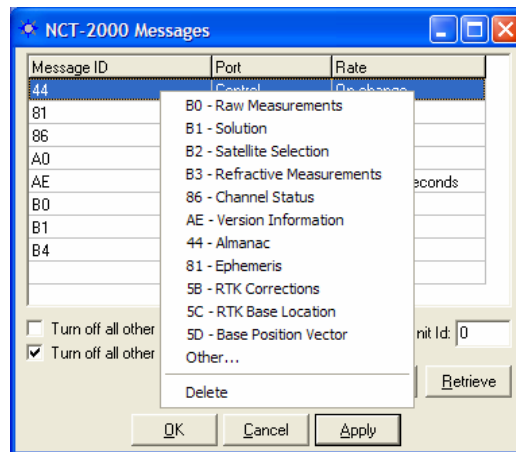 NCT-2000 Messages
Message ID Port Rate
44 Control On change
81
86
A0
AE econds
B0
B1
B4
B0 - Raw Measurements
B1 - Solution
B2 - Satellite Selection
B3 - Refractive Measurements
86 - Channel Status
AE - Version Information
44 - Almanac
81 - Ephemeris
5B - RTK Corrections
5C - RTK Base Location
5D - Base Position Vector
Other...
Delete
Turn off all other nit Id: 0
Turn off all other
Retrieve
OK Cancel Apply